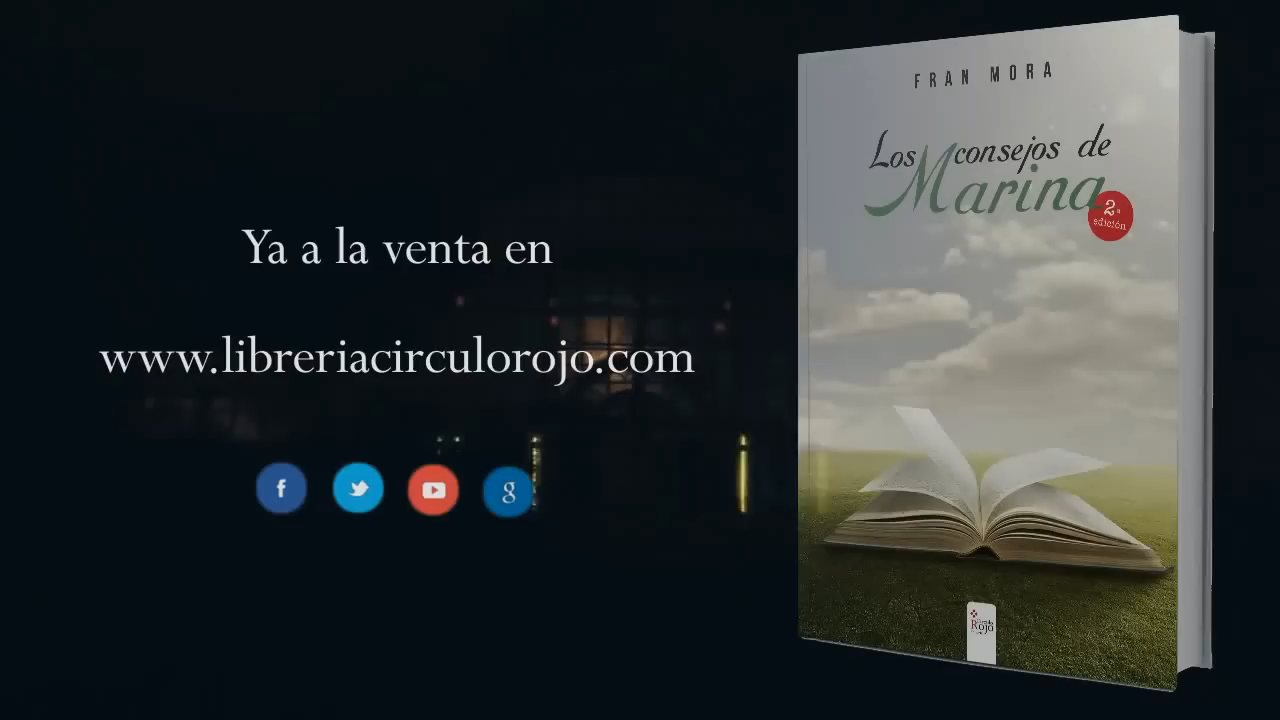 Ya a la venta en
www.libreriacirculorojo.com
f
g
FRAN MORA
Los consejos de
Marina
2ª
edición
Rojo